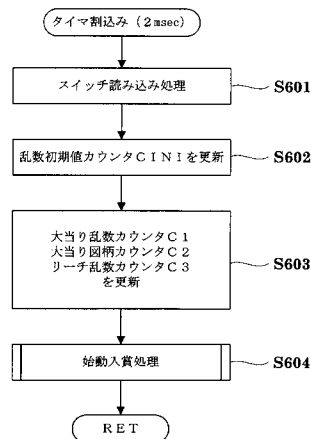 タイマ割込み（２msec）
スイッチ読み込み処理
S601
乱数初期値カウンタＣＩＮＩを更新
S602
大当り乱数カウンタＣ１
大当り図柄カウンタＣ２
リーチ乱数カウンタＣ３
を更新
S603
始動入賞処理
S604
ＲＥＴ